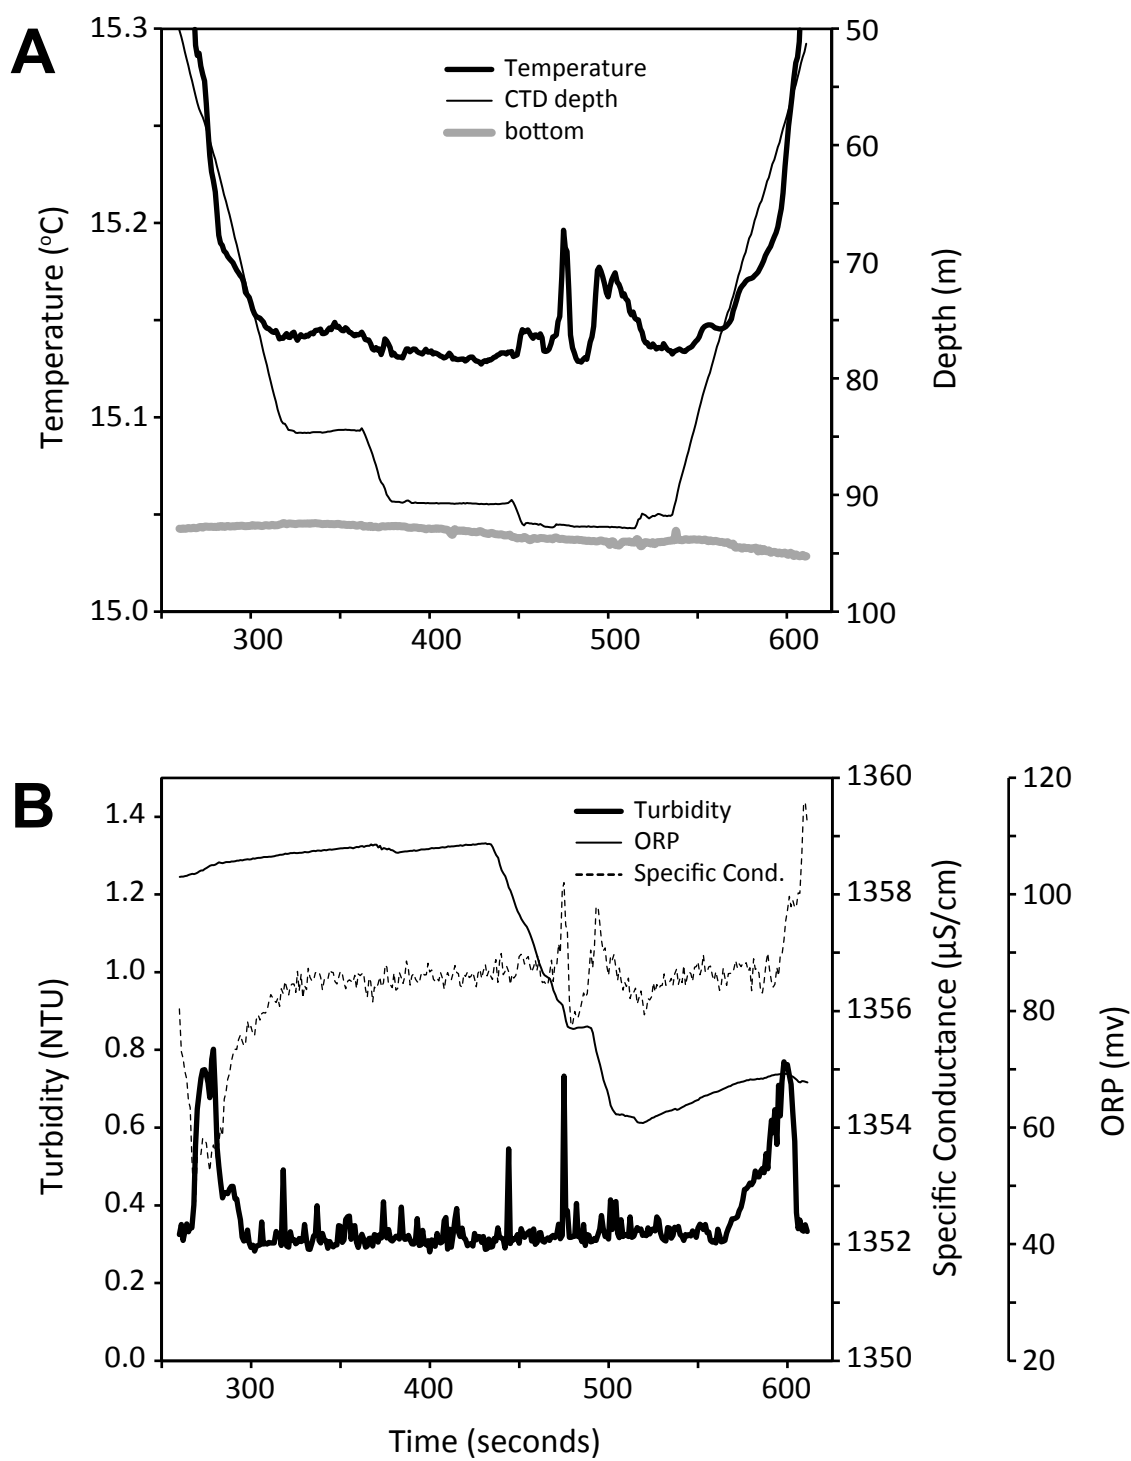 A
15.3
15.2
15.1
15.0
Temperature (°C)
Temperature
CTD depth
bottom
50
60
70
80
90
100
Depth (m)
300
400
500
600
B
1.4
1.2
1.0
0.8
0.6
0.4
0.2
0.0
Turbidity (NTU)
Turbidity
ORP
Specific Cond.
1360
1358
1356
1354
1352
1350
Specific Conductance (µS/cm)
120
100
80
60
40
20
ORP (mv)
300
400
500
600
Time (seconds)